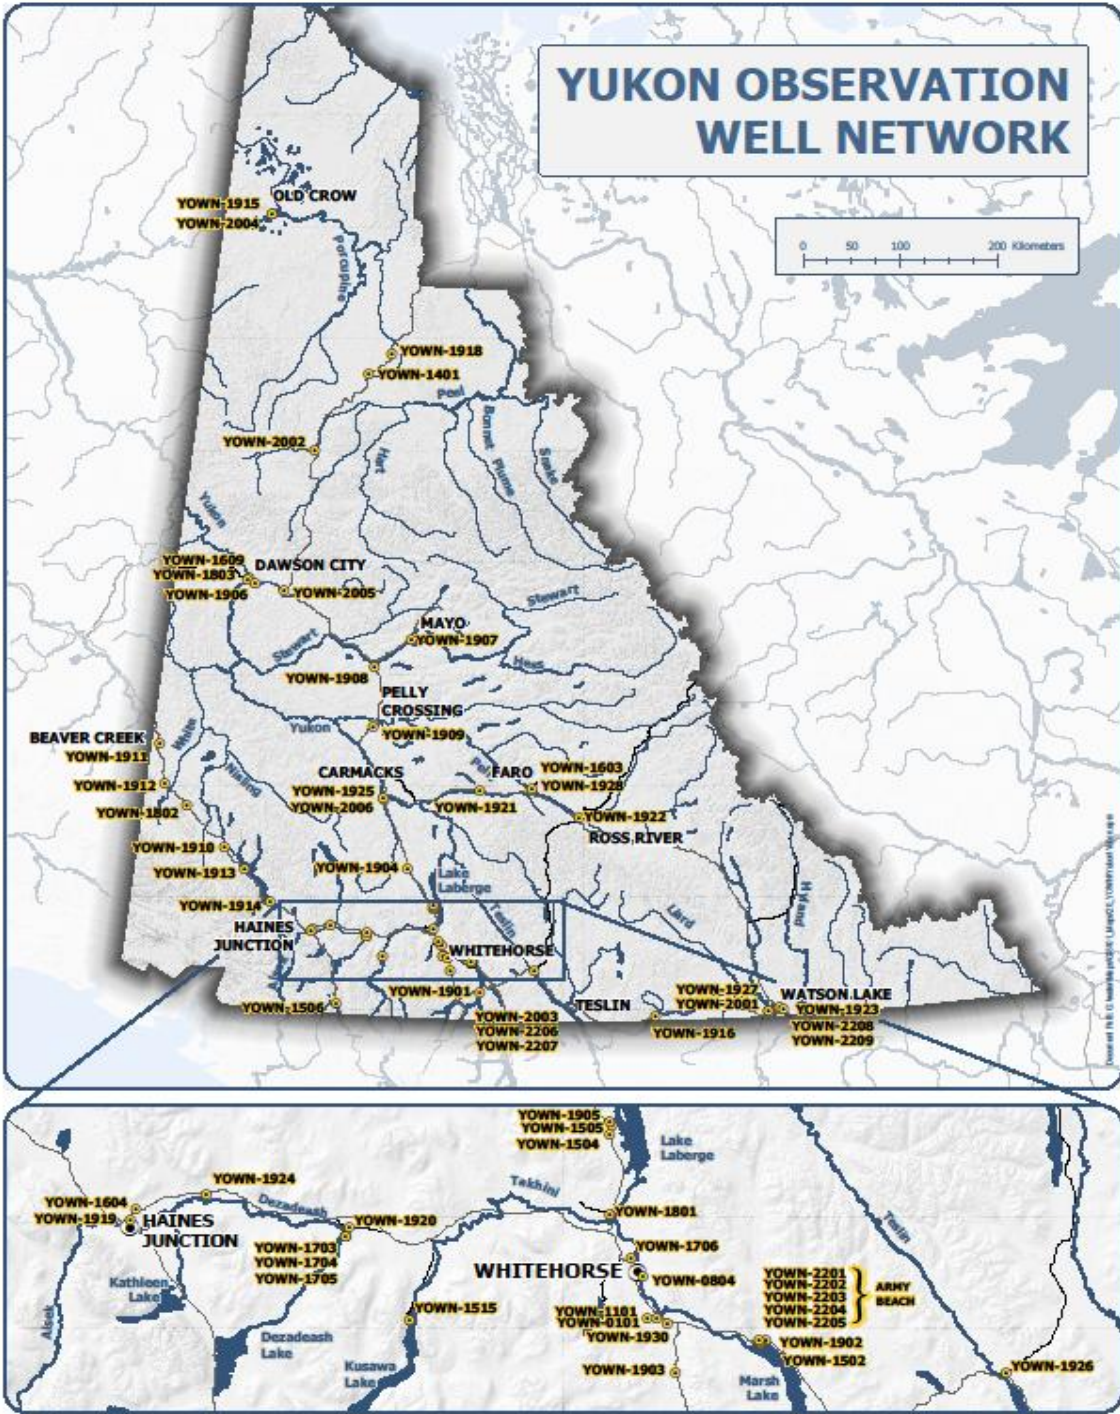 YUKON OBSERVATION
WELL NETWORK
0 50 100 200 Kilometers
OLD CROW
YOWN-1915
YOWN-2004
Porcupine
YOWN-1918
YOWN-1401
Peel
YOWN-2002
Hart
Bonnet Plume
Snake
Yukon
YOWN-1609
DAWSON CITY
YOWN-1803
YOWN-1906
YOWN-2005
Stewart
MAYO
YOWN-1907
Stewart
Hess
YOWN-1908
PELLY
CROSSING
Yukon
YOWN-1909
White
BEAVER CREEK
YOWN-1911
Nisling
CARMACKS
Pelly
FARO
YOWN-1603
YOWN-1912
YOWN-1925
YOWN-1928
YOWN-1802
YOWN-2006
YOWN-1921
YOWN-1922
ROSS RIVER
YOWN-1910
YOWN-1913
YOWN-1904
Lake
Laberge
Hyland
YOWN-1914
Teslin
Liard
HAINES
JUNCTION
WHITEHORSE
YOWN-1901
YOWN-1927
WATSON LAKE
YOWN-1506
TESLIN
YOWN-2001
YOWN-1923
YOWN-2003
YOWN-2206
YOWN-2207
YOWN-1916
YOWN-2208
YOWN-2209
YOWN-1905
YOWN-1505
YOWN-1504
Lake
Laberge
YOWN-1924
Takhini
YOWN-1604
Dezadeash
YOWN-1919
HAINES
JUNCTION
YOWN-1920
YOWN-1801
Teslin
YOWN-1703
YOWN-1704
YOWN-1705
YOWN-1706
WHITEHORSE
YOWN-0804
YOWN-2201
YOWN-2202
YOWN-2203
YOWN-2204
YOWN-2205
ARMY
BEACH
Kathleen
Lake
Alsek
YOWN-1515
YOWN-1101
YOWN-0101
YOWN-1930
Dezadeash
Lake
YOWN-1902
YOWN-1502
Kusawa
Lake
YOWN-1903
Marsh
Lake
YOWN-1926